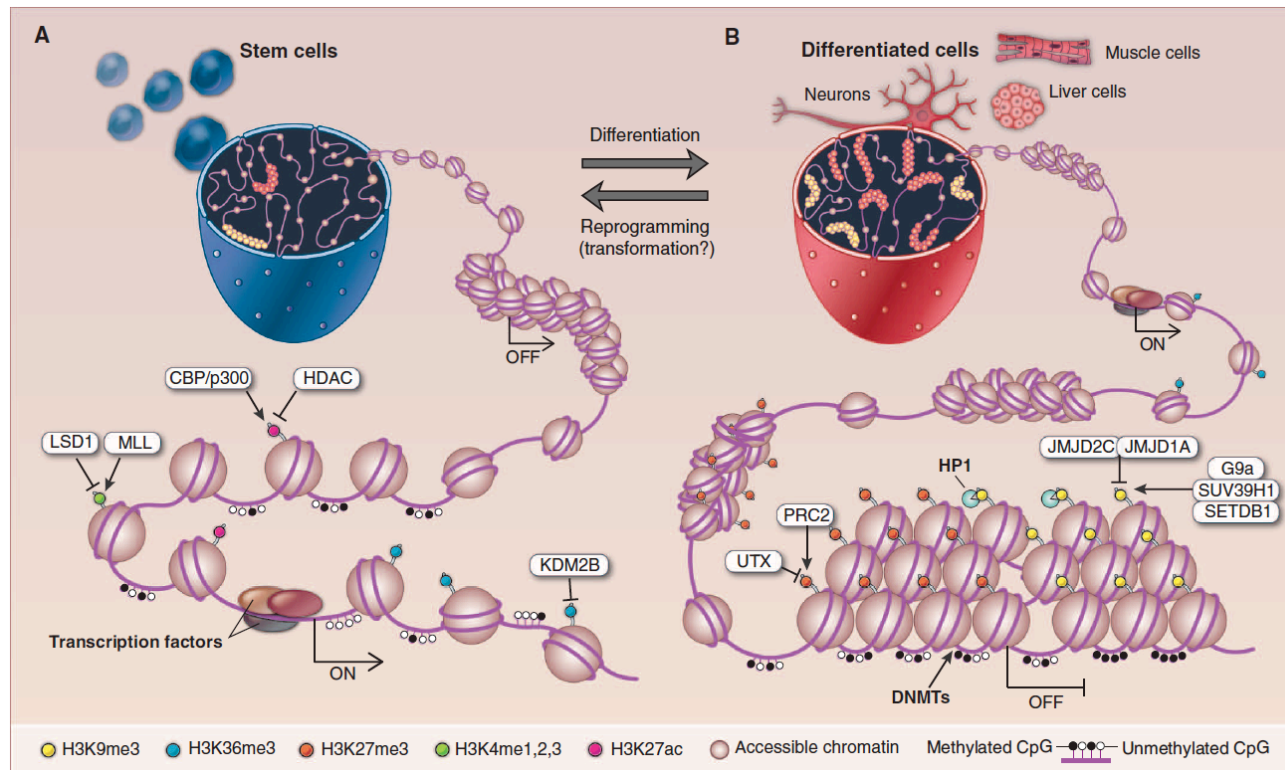 A
Stem cells
B
Differentiated cells
Muscle cells
Neurons
Liver cells
Differentiation
Reprogramming
(transformation?)
OFF
ON
CBP/p300
HDAC
LSD1
MLL
KDM2B
Transcription factors
ON
JMJD2C
JMJD1A
HP1
G9a
SUV39H1
SETDB1
PRC2
UTX
DNMTs
OFF
H3K9me3 H3K36me3 H3K27me3 H3K4me1,2,3 H3K27ac Accessible chromatin Methylated CpG Unmethylated CpG